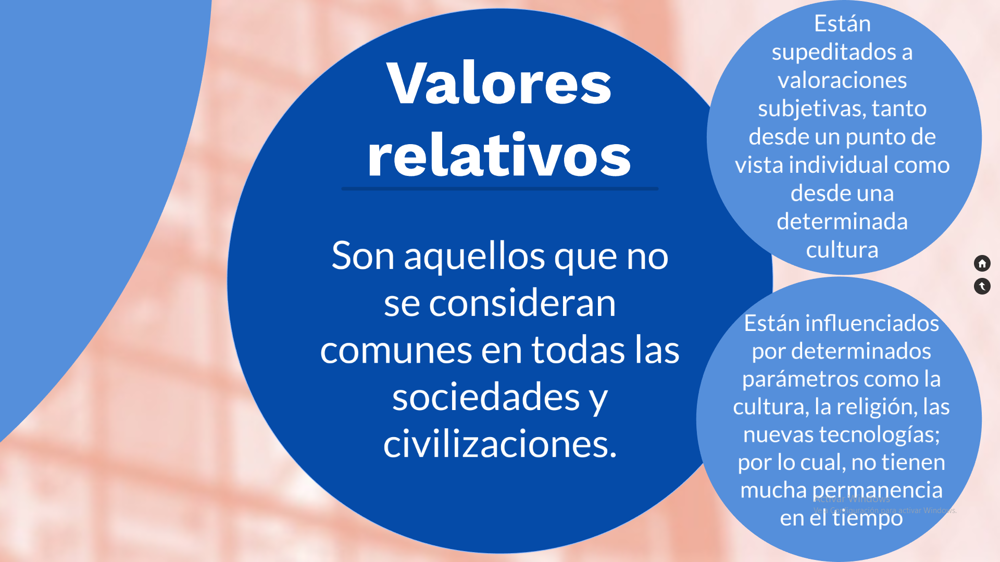 Valores
relativos
Son aquellos que no
se consideran
comunes en todas las
sociedades y
civilizaciones.
Están
supeditados a
valoraciones
subjetivas, tanto
desde un punto de
vista individual como
desde una
determinada
cultura
Están influenciados
por determinados
parámetros como la
cultura, la religión, las
nuevas tecnologías;
por lo cual, no tienen
mucha permanencia
en el tiempo
Activar Windows
Ve a Configuración para activar Windows.